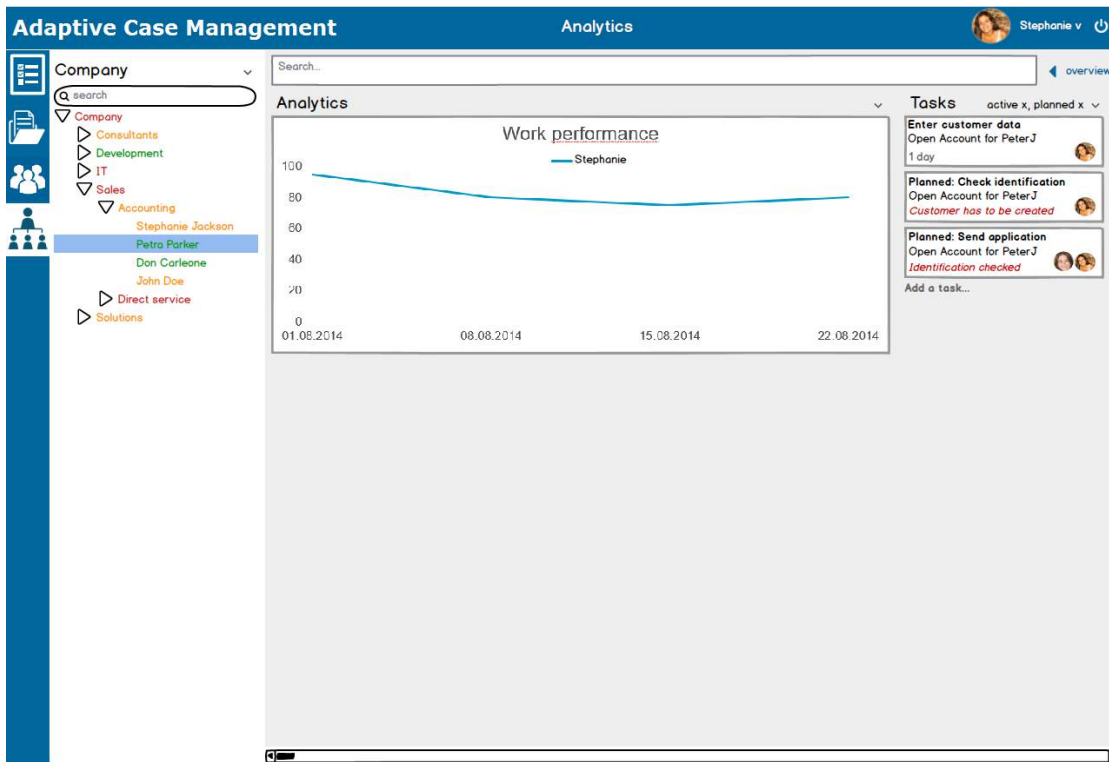 Adaptive Case Management
Analytics
Stephanie v
Company
search
Company
Consultants
Development
IT
Sales
Accounting
Stephanie Jackson
Petra Parker
Don Carleone
John Doe
Direct service
Solutions
Search...
overview
Analytics
Work performance
Stephanie
100
80
60
40
20
0
01.08.2014 08.08.2014 15.08.2014 22.08.2014
Tasks active x, planned x
Enter customer data
Open Account for PeterJ
1 day
Planned: Check identification
Open Account for PeterJ
Customer has to be created
Planned: Send application
Open Account for PeterJ
Identification checked
Add a task...